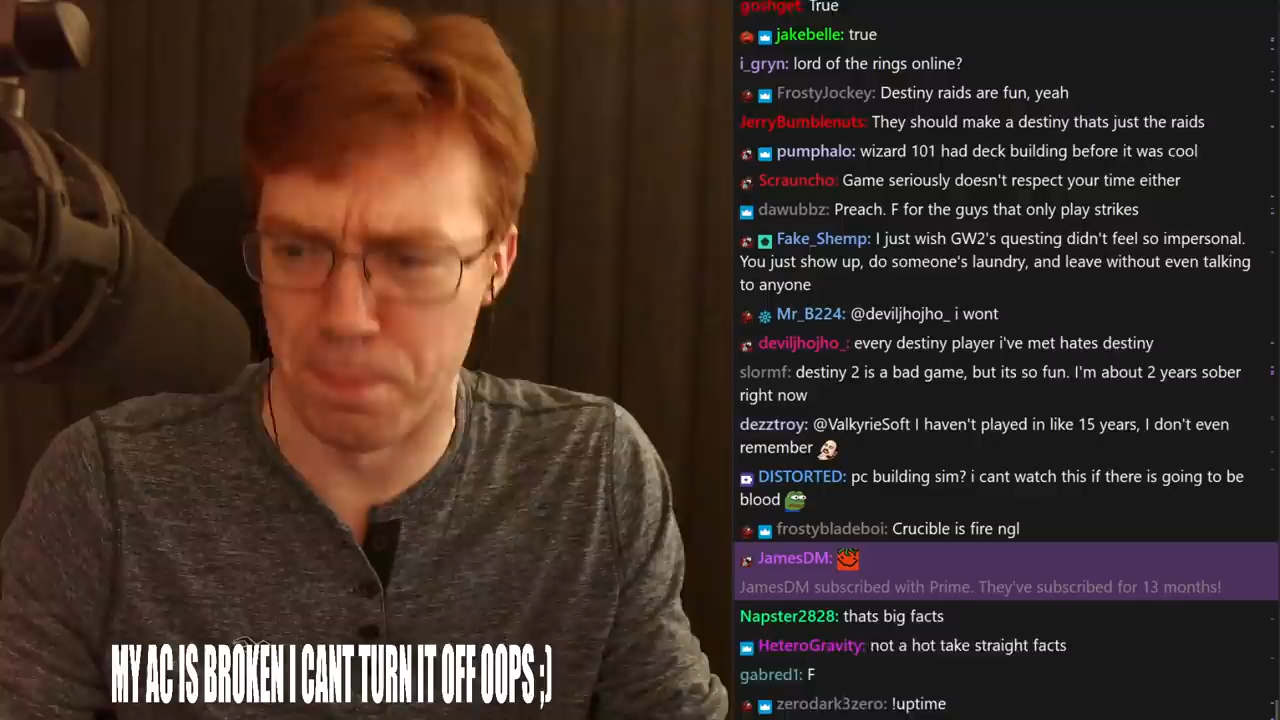 goshget: True
jakebelle: true
i_gryn: lord of the rings online?
FrostyJockey: Destiny raids are fun, yeah
JerryBumblenuts: They should make a destiny thats just the raids
pumphalo: wizard 101 had deck building before it was cool
Scrauncho: Game seriously doesn't respect your time either
dawubbz: Preach. F for the guys that only play strikes
Fake_Shemp: I just wish GW2's questing didn't feel so impersonal.
You just show up, do someone's laundry, and leave without even talking
to anyone
Mr_B224: @deviljhojho_ i wont
deviljhojho_: every destiny player i've met hates destiny
slormf: destiny 2 is a bad game, but its so fun. I'm about 2 years sober
right now
dezztroy: @ValkyrieSoft I haven't played in like 15 years, I don't even
remember
DISTORTED: pc building sim? i cant watch this if there is going to be
blood
frostybladeboi: Crucible is fire ngl
JamesDM:
JamesDM subscribed with Prime. They've subscribed for 13 months!
Napster2828: thats big facts
HeteroGravity: not a hot take straight facts
gabred1: F
zerodark3zero: !uptime
MY AC IS BROKEN I CANT TURN IT OFF OOPS ;)